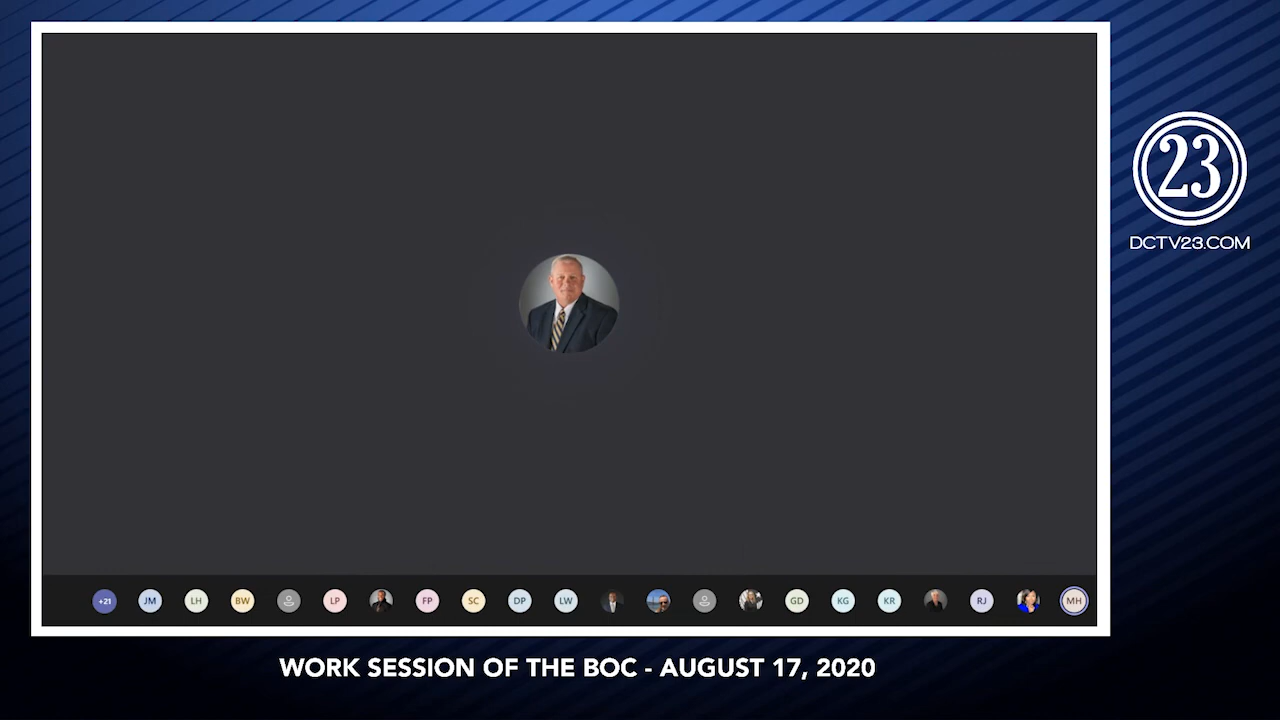 23
DCTV23.COM
+21
JM
LH
BW
LP
FP
SC
DP
LW
GD
KG
KR
RJ
MH
WORK SESSION OF THE BOC - AUGUST 17, 2020